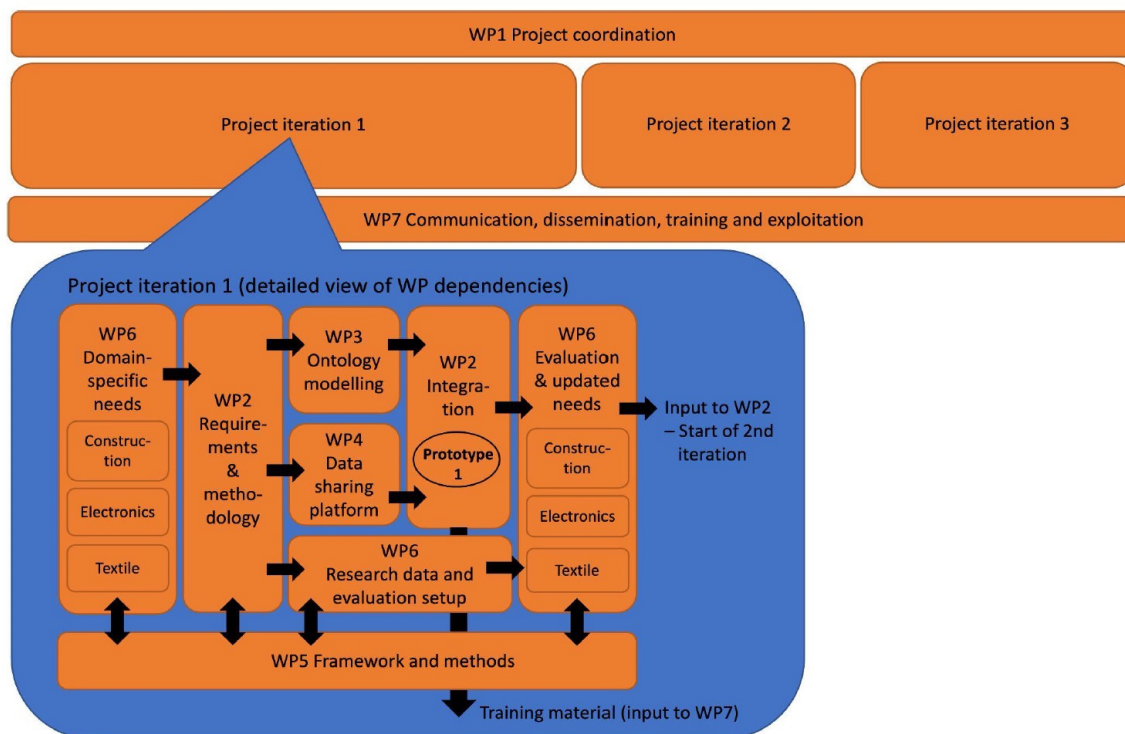 WP1 Project coordination
Project iteration 1
Project iteration 2
Project iteration 3
WP7 Communication, dissemination, training and exploitation
Project iteration 1 (detailed view of WP dependencies)
WP6
Domain-
specific
needs
Construc-
tion
Electronics
Textile
WP2
Require-
ments
&
metho-
dology
WP3
Ontology
modelling
WP4
Data
sharing
platform
WP2
Integra-
tion
Prototype
1
WP6
Research data and
evaluation setup
WP6
Evaluation
& updated
needs
Construc-
tion
Electronics
Textile
Input to WP2
– Start of 2nd
iteration
WP5 Framework and methods
Training material (input to WP7)